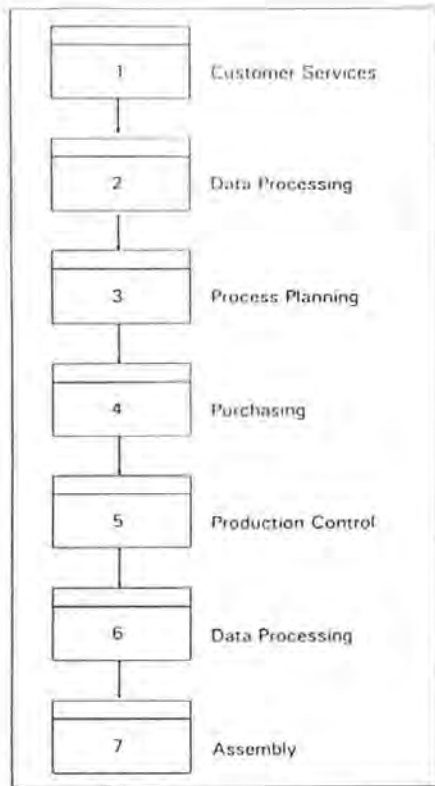 1 Customer Services
2 Data Processing
3 Process Planning
4 Purchasing
5 Production Control
6 Data Processing
7 Assembly